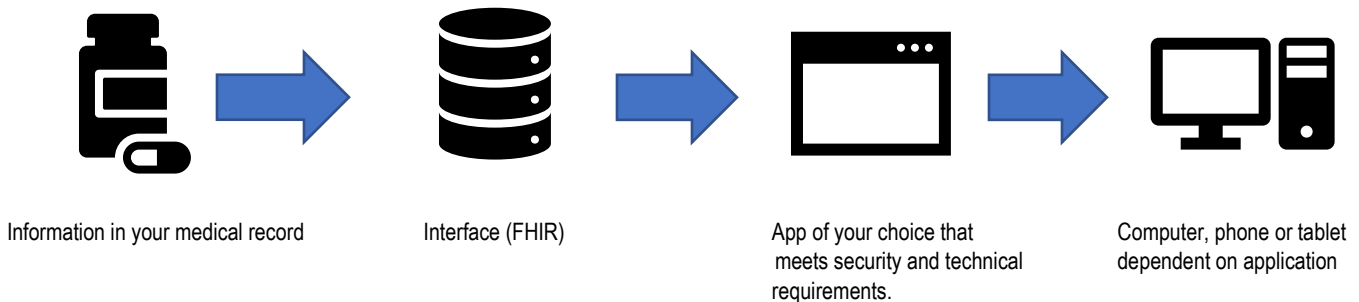 Information in your medical record
Interface (FHIR)
App of your choice that
meets security and technical
requirements.
Computer, phone or tablet
dependent on application